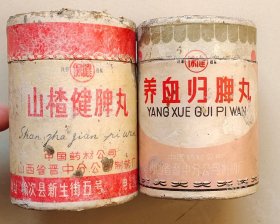 山楂健脾丸
Shan zha jian pi wan
中国药材公司
山西省晋中分公司
榆次县新生街五号
养血归脾丸
YANG XUE GUI PI WAN